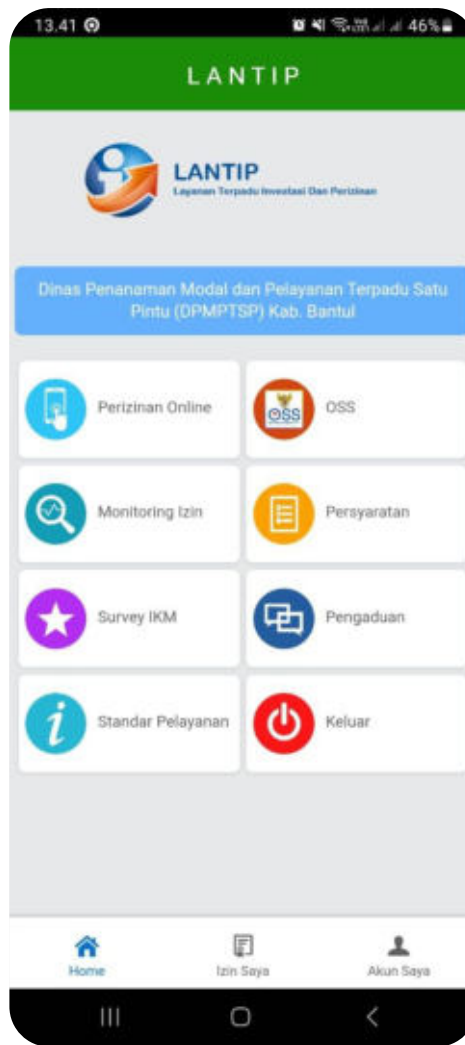 13.41
46%
LANTIP
LANTIP
Layanan Terpadu Investasi Dan Perizinan
Dinas Penanaman Modal dan Pelayanan Terpadu Satu
Pintu (DPMPTSP) Kab. Bantul
Perizinan Online
OSS
OSS
Monitoring Izin
Persyaratan
Survey IKM
Pengaduan
i
Standar Pelayanan
Keluar
Home
Izin Saya
Akun Saya